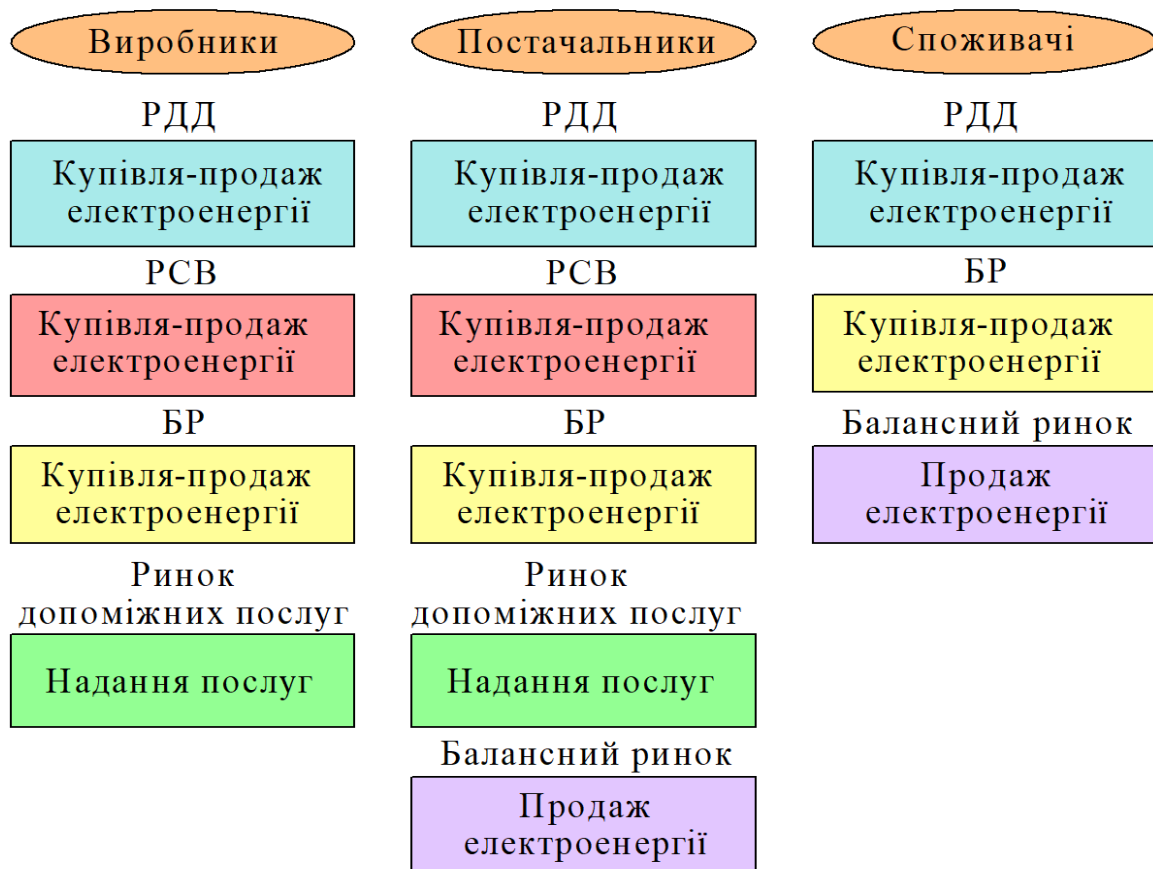 Виробники
РДД
Купівля-продаж
електроенергії
РСВ
Купівля-продаж
електроенергії
БР
Купівля-продаж
електроенергії
Ринок
допоміжних послуг
Надання послуг
Постачальники
РДД
Купівля-продаж
електроенергії
РСВ
Купівля-продаж
електроенергії
БР
Купівля-продаж
електроенергії
Ринок
допоміжних послуг
Надання послуг
Балансний ринок
Продаж
електроенергії
Споживачі
РДД
Купівля-продаж
електроенергії
БР
Купівля-продаж
електроенергії
Балансний ринок
Продаж
електроенергії